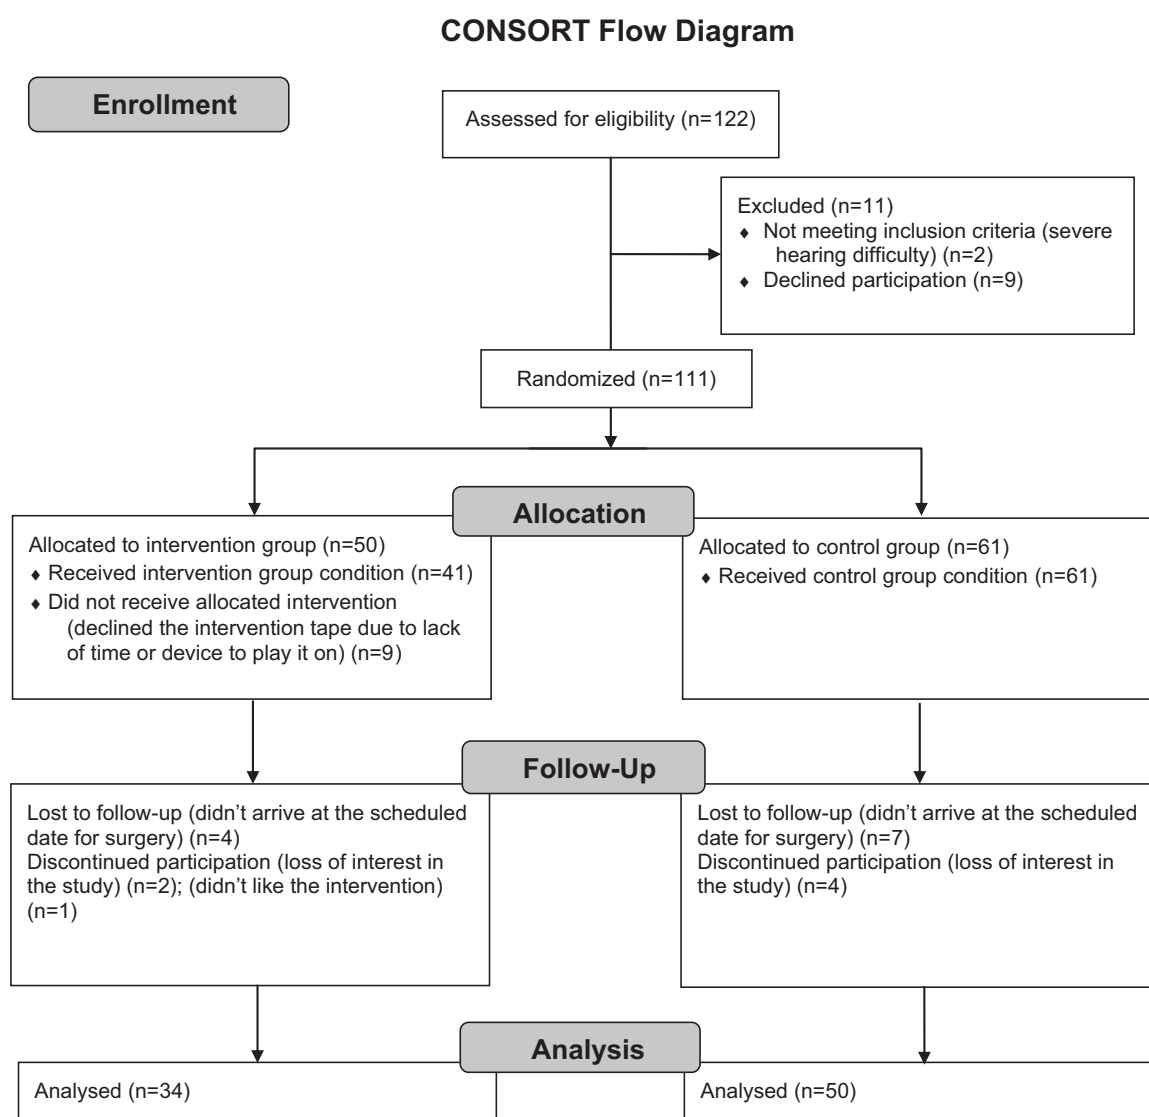 CONSORT Flow Diagram
Enrollment
Assessed for eligibility (n=122)
Excluded (n=11)
♦ Not meeting inclusion criteria (severe
hearing difficulty) (n=2)
♦ Declined participation (n=9)
Randomized (n=111)
Allocation
Allocated to intervention group (n=50)
♦ Received intervention group condition (n=41)
♦ Did not receive allocated intervention
(declined the intervention tape due to lack
of time or device to play it on) (n=9)
Allocated to control group (n=61)
♦ Received control group condition (n=61)
Follow-Up
Lost to follow-up (didn’t arrive at the scheduled
date for surgery) (n=4)
Discontinued participation (loss of interest in
the study) (n=2); (didn’t like the intervention)
(n=1)
Lost to follow-up (didn’t arrive at the scheduled
date for surgery) (n=7)
Discontinued participation (loss of interest in
the study) (n=4)
Analysis
Analysed (n=34)
Analysed (n=50)